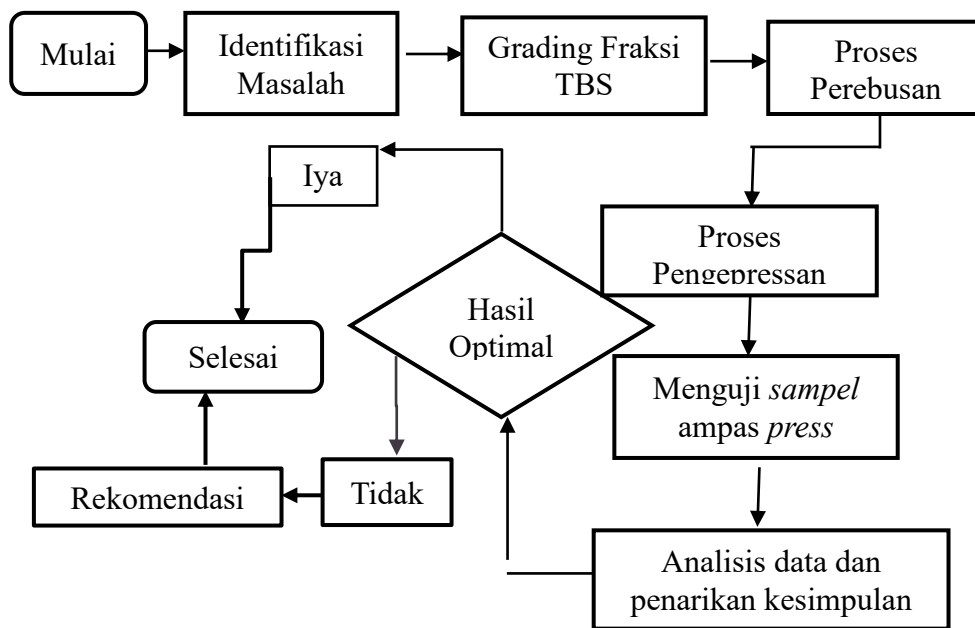 Mulai
Identifikasi
Masalah
Grading Fraksi
TBS
Proses
Perebusan
Iya
Proses
Pengepressan
Hasil
Optimal
Selesai
Menguji sampel
ampas press
Rekomendasi
Tidak
Analisis data dan
penarikan kesimpulan